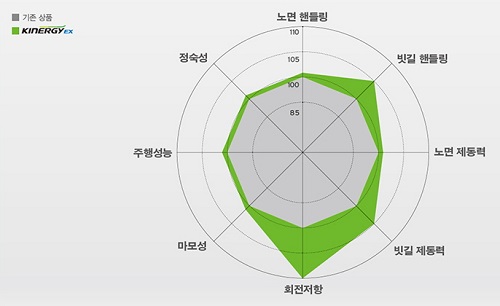 기존 상품
KINERGY EX
노면 핸들링
110
정숙성
105
빗길 핸들링
100
85
주행성능
노면 제동력
마모성
빗길 제동력
회전저항